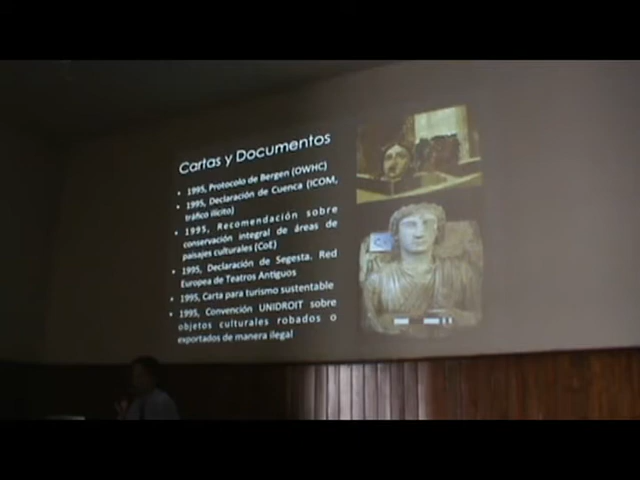 Cartas y Documentos
• 1995, Protocolo de Bergen (OWHC)
• 1995, Declaración de Cuenca (ICOM,
tráfico ilícito)
• 1995, Recomendación sobre
conservación integral de áreas de
paisajes culturales (CoE)
• 1995, Declaración de Segesta. Red
Europea de Teatros Antiguos
• 1995, Carta para turismo sustentable
• 1995, Convención UNIDROIT sobre
objetos culturales robados o
exportados de manera ilegal